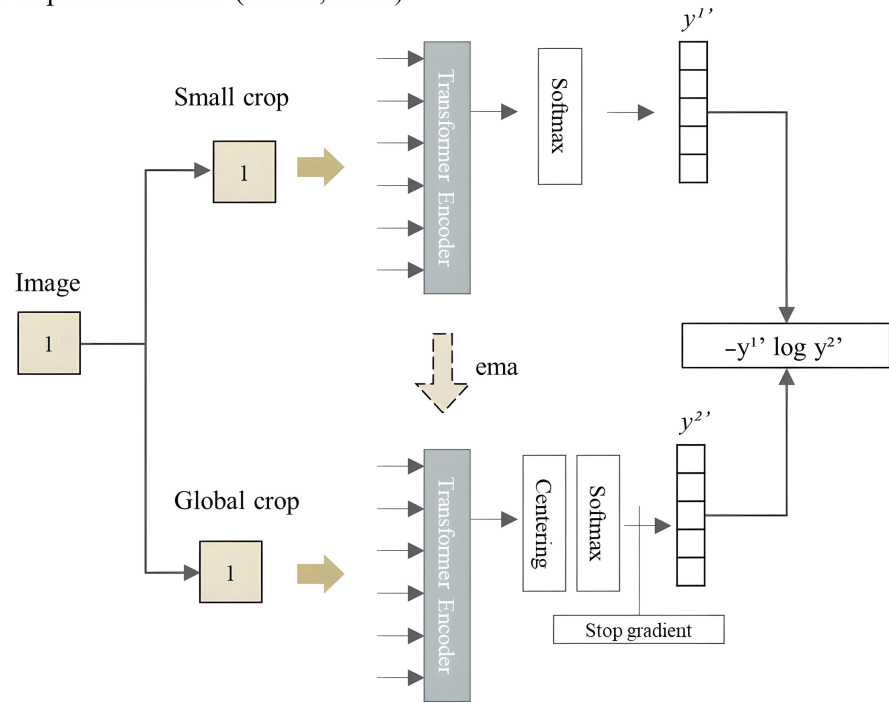 y¹’
Small crop
1
Transformer Encoder
Softmax
Image
1
ema
–y¹’ log y²’
y²’
Global crop
1
Transformer Encoder
Centering
Softmax
Stop gradient